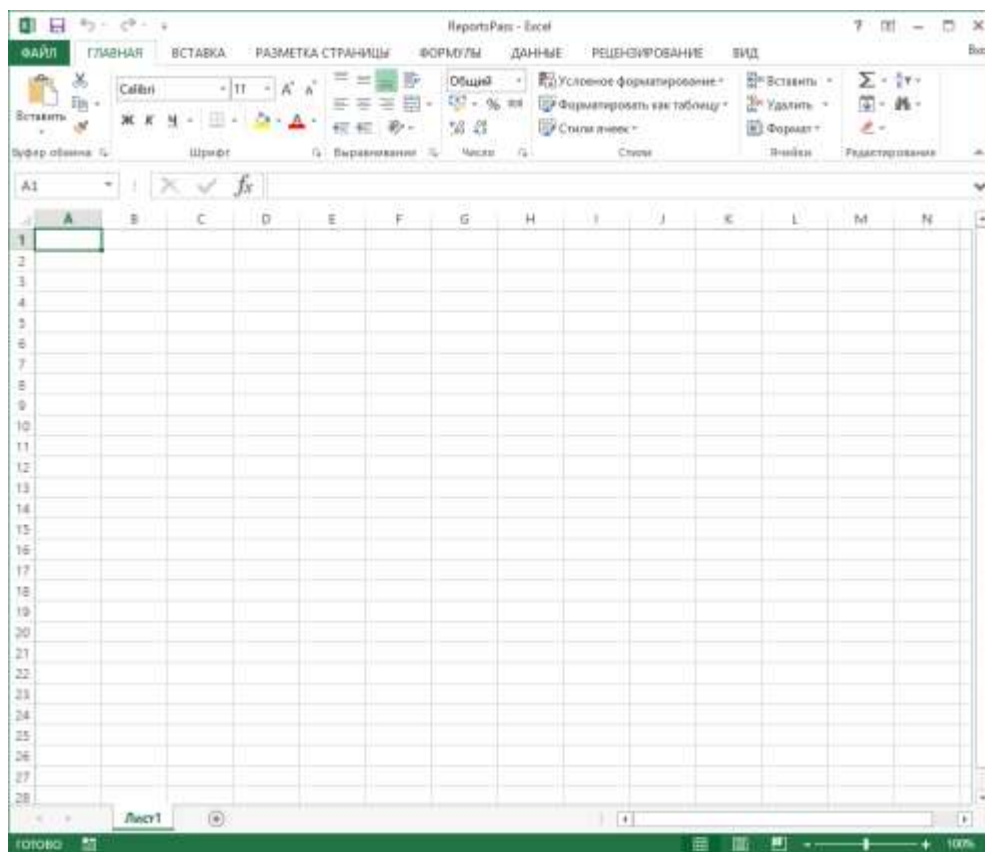 ReportsPass - Excel
ФАЙЛ ГЛАВНАЯ ВСТАВКА РАЗМЕТКА СТРАНИЦЫ ФОРМУЛЫ ДАННЫЕ РЕЦЕНЗИРОВАНИЕ ВИД
Calibri 11 Общий Условное форматирование Вставить
Вставить Ж К Ч % Форматировать как таблицу Удалить
Стили ячеек Формат
Буфер обмена Шрифт Выравнивание Число Стили Ячейки Редактирование
A1 fx
A B C D E F G H I J K L M N
1
2
3
4
5
6
7
8
9
10
11
12
13
14
15
16
17
18
19
20
21
22
23
24
25
26
27
28
Лист1
ГОТОВО 100%